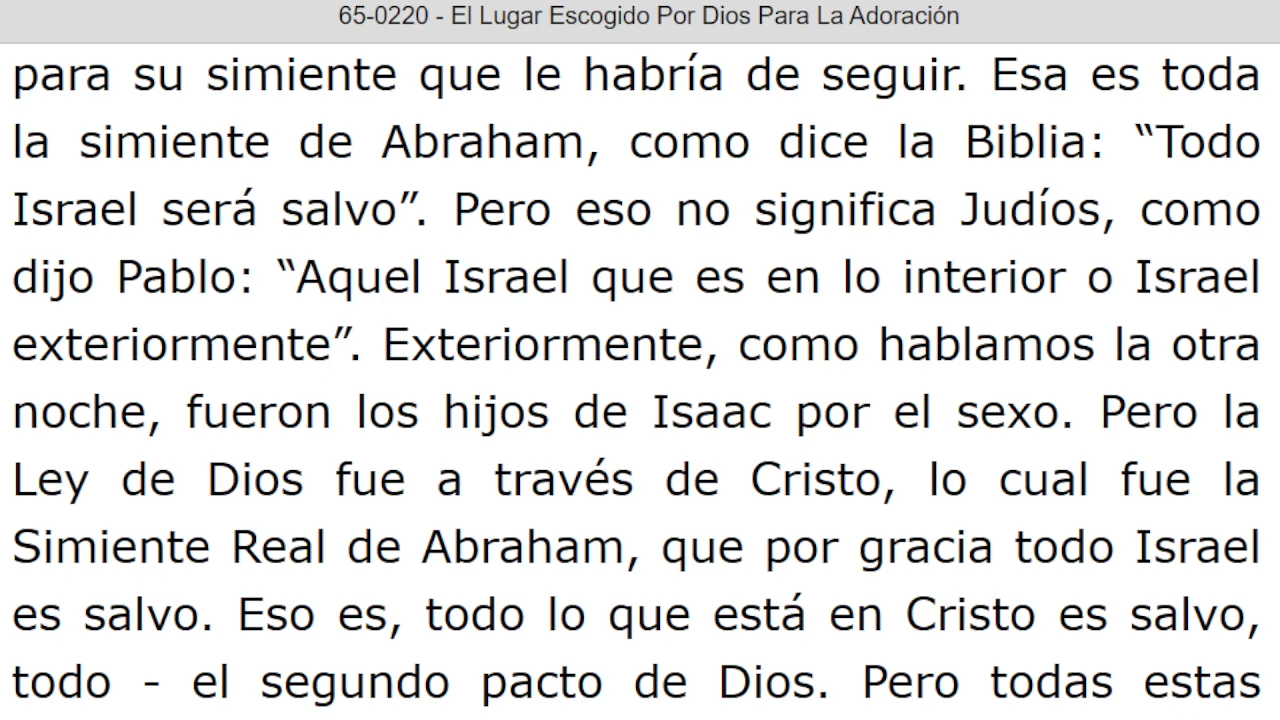 65-0220 - El Lugar Escogido Por Dios Para La Adoración
para su simiente que le habría de seguir. Esa es toda
la simiente de Abraham, como dice la Biblia: “Todo
Israel será salvo”. Pero eso no significa Judíos, como
dijo Pablo: “Aquel Israel que es en lo interior o Israel
exteriormente”. Exteriormente, como hablamos la otra
noche, fueron los hijos de Isaac por el sexo. Pero la
Ley de Dios fue a través de Cristo, lo cual fue la
Simiente Real de Abraham, que por gracia todo Israel
es salvo. Eso es, todo lo que está en Cristo es salvo,
todo - el segundo pacto de Dios. Pero todas estas